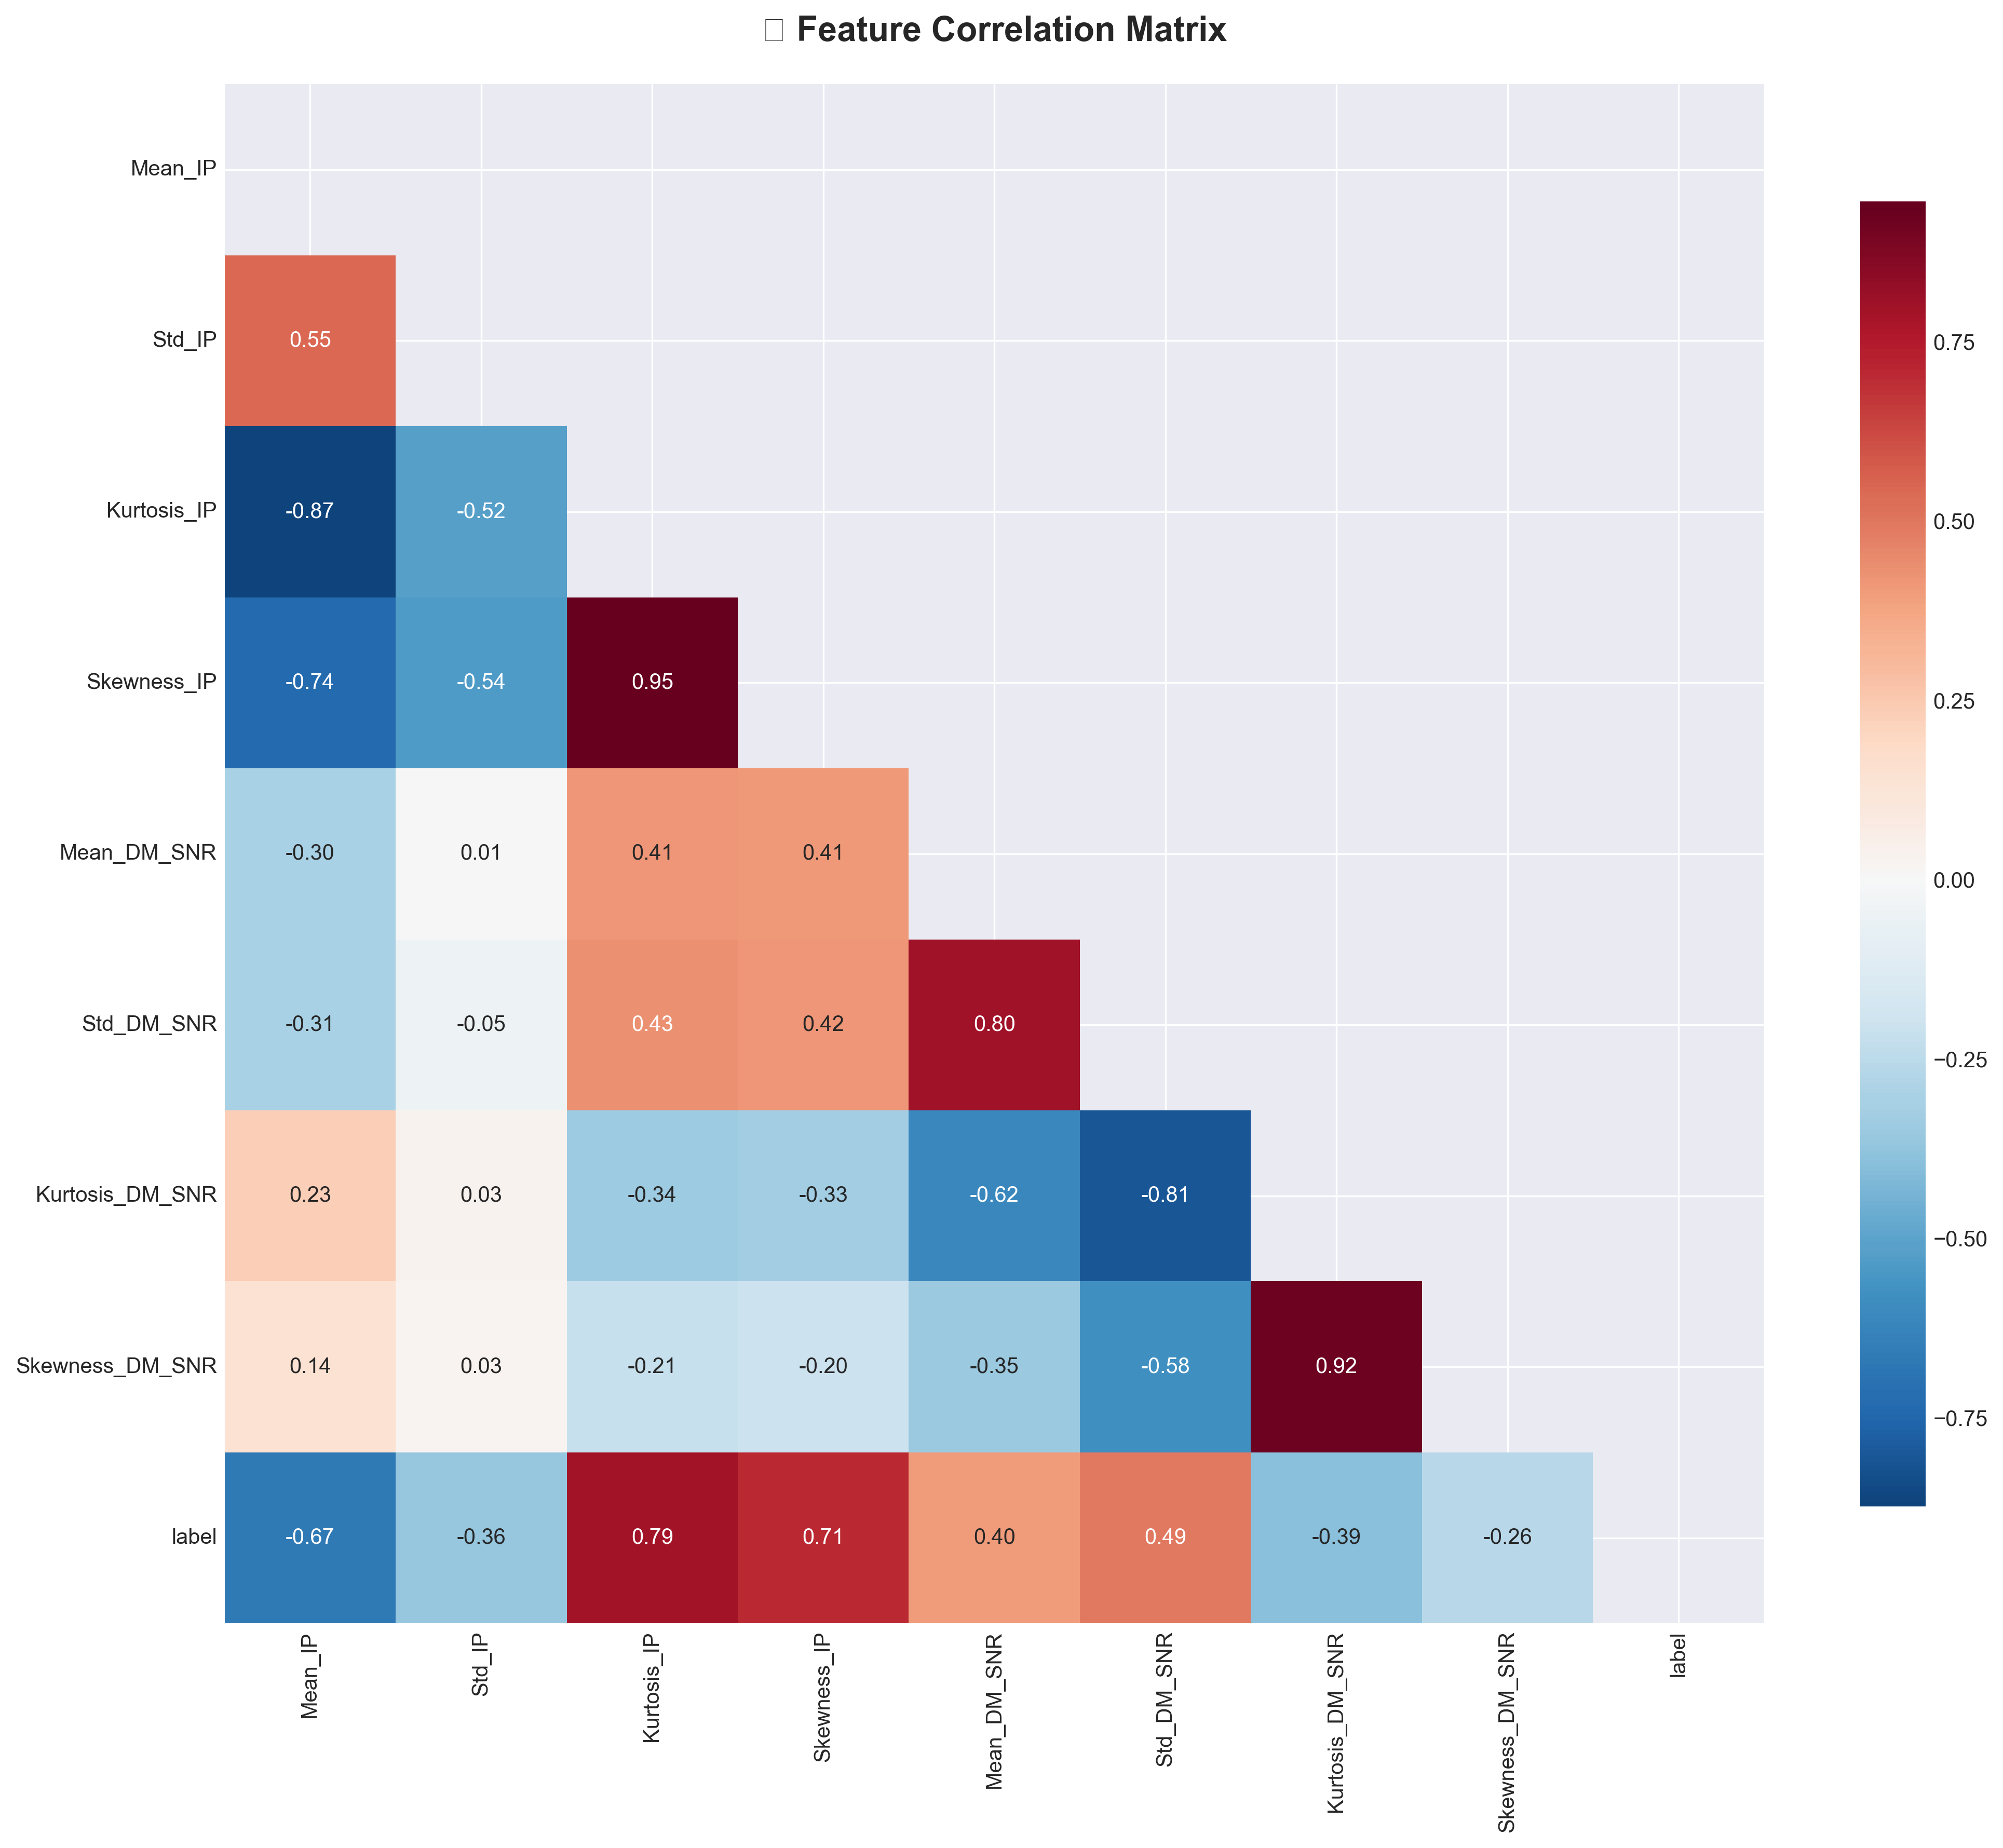 Feature Correlation Matrix
Mean_IP
Std_IP 0.55
Kurtosis_IP -0.87 -0.52
Skewness_IP -0.74 -0.54 0.95
Mean_DM_SNR -0.30 0.01 0.41 0.41
Std_DM_SNR -0.31 -0.05 0.43 0.42 0.80
Kurtosis_DM_SNR 0.23 0.03 -0.34 -0.33 -0.62 -0.81
Skewness_DM_SNR 0.14 0.03 -0.21 -0.20 -0.35 -0.58 0.92
label -0.67 -0.36 0.79 0.71 0.40 0.49 -0.39 -0.26
Mean_IP
Std_IP
Kurtosis_IP
Skewness_IP
Mean_DM_SNR
Std_DM_SNR
Kurtosis_DM_SNR
Skewness_DM_SNR
label
0.75
0.50
0.25
0.00
−0.25
−0.50
−0.75